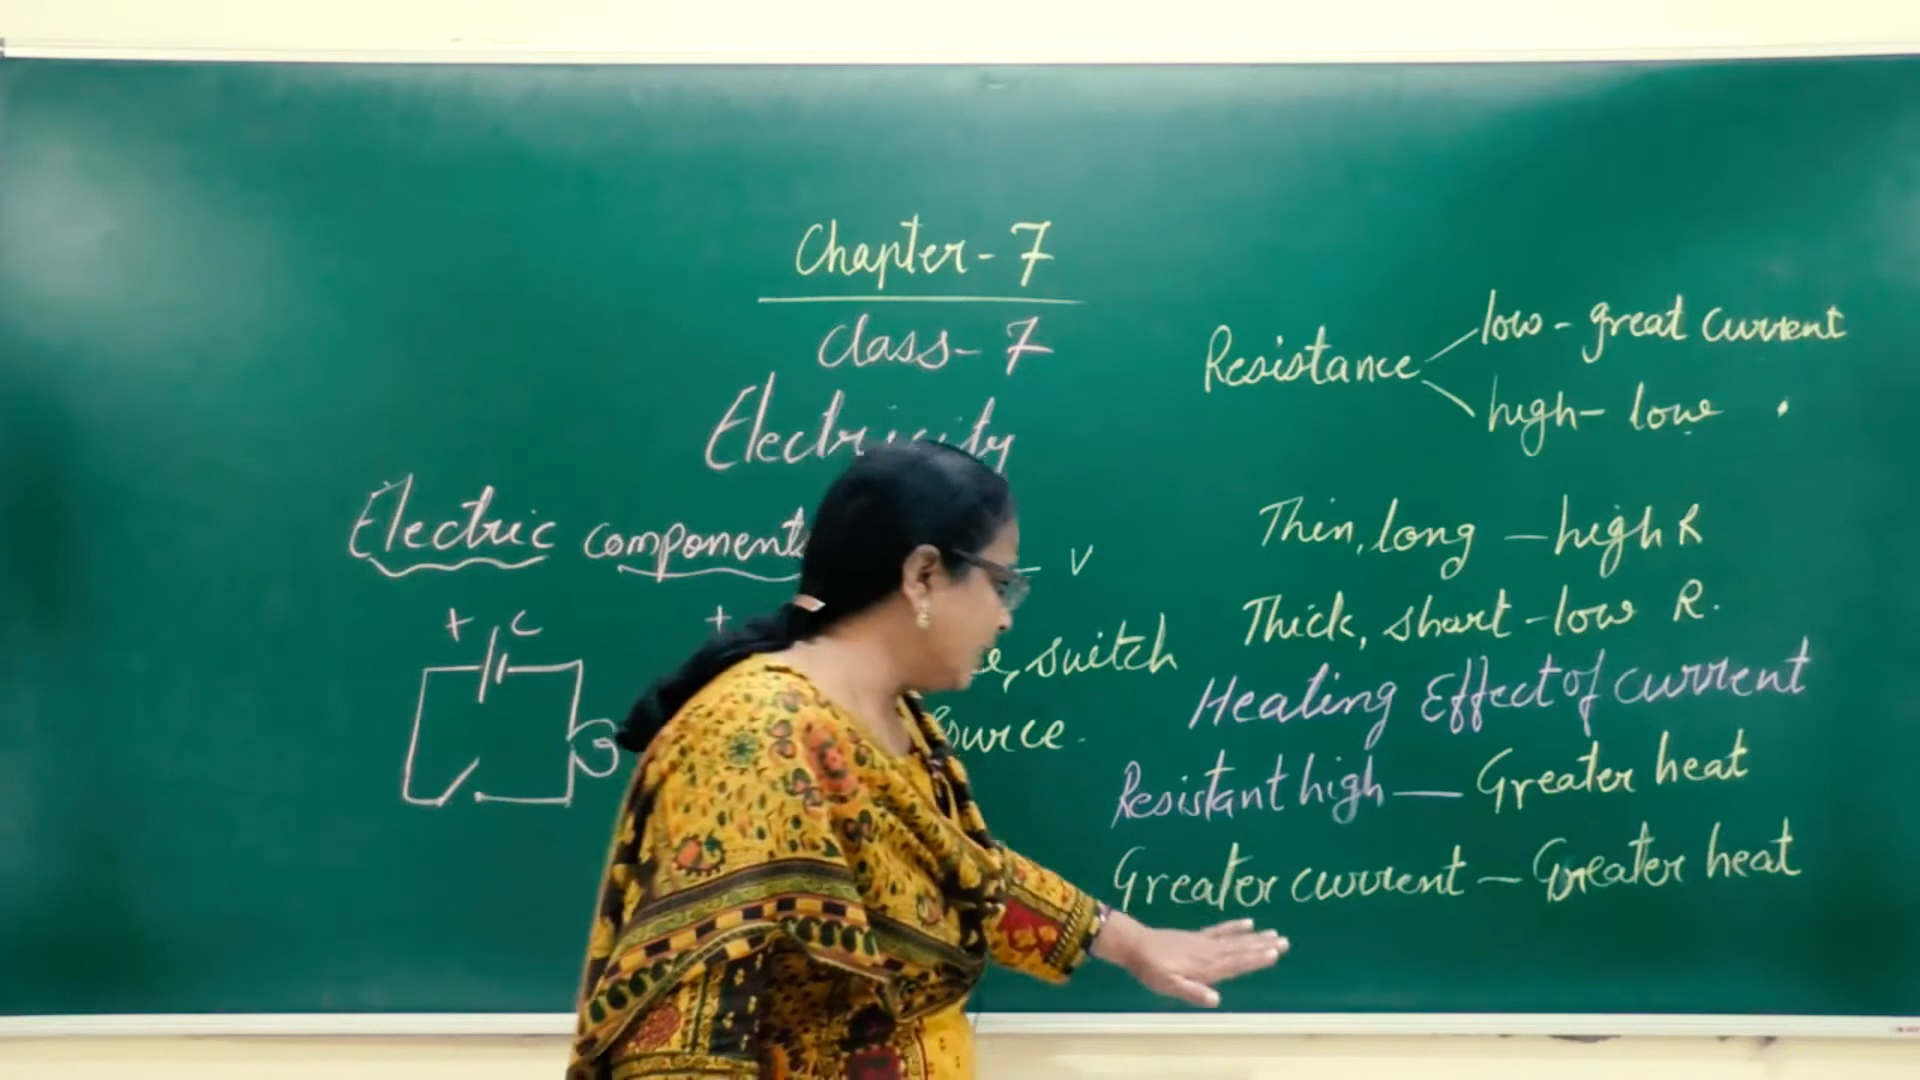 Chapter - 7
Class - 7
Electricity
Electric component
V
+ C
+
switch
source.
Resistance low - great current
high - low
Thin, long - high R
Thick, short - low R.
Heating Effect of current
Resistant high - Greater heat
Greater current - Greater heat